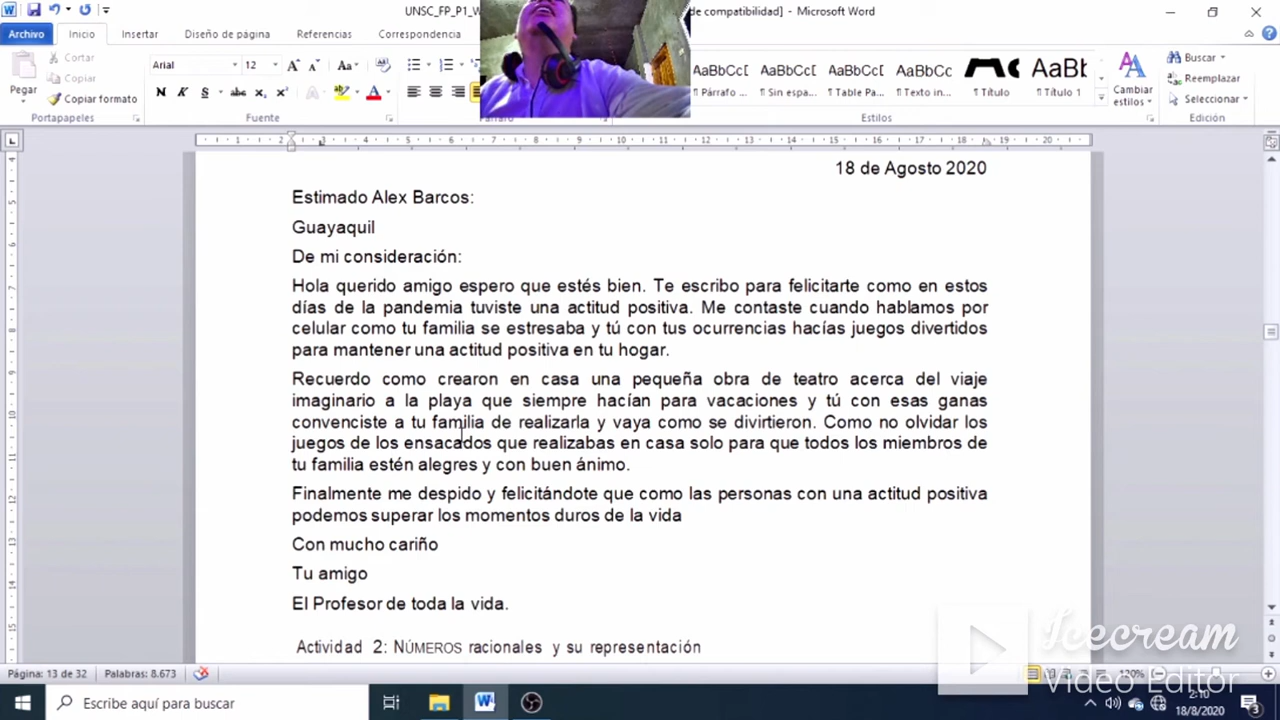 UNSC_FP_P1_W
de compatibilidad] - Microsoft Word
Archivo Inicio Insertar Diseño de página Referencias Correspondencia
Cortar
Copiar
Copiar formato
Pegar
Portapapeles
Arial 12
Fuente
AaBbCcI AaBbCcI AaBbCcI AaBbCc AaBb
¶ Párrafo ... ¶ Sin espa... ¶ Table Pa... ¶ Texto in... ¶ Título ¶ Título 1
Estilos
Cambiar
estilos
Buscar
Reemplazar
Seleccionar
Edición
18 de Agosto 2020
Estimado Alex Barcos:
Guayaquil
De mi consideración:
Hola querido amigo espero que estés bien. Te escribo para felicitarte como en estos
días de la pandemia tuviste una actitud positiva. Me contaste cuando hablamos por
celular como tu familia se estresaba y tú con tus ocurrencias hacías juegos divertidos
para mantener una actitud positiva en tu hogar.
Recuerdo como crearon en casa una pequeña obra de teatro acerca del viaje
imaginario a la playa que siempre hacían para vacaciones y tú con esas ganas
convenciste a tu familia de realizarla y vaya como se divirtieron. Como no olvidar los
juegos de los ensacados que realizabas en casa solo para que todos los miembros de
tu familia estén alegres y con buen ánimo.
Finalmente me despido y felicitándote que como las personas con una actitud positiva
podemos superar los momentos duros de la vida
Con mucho cariño
Tu amigo
El Profesor de toda la vida.
Actividad 2: NÚMEROS racionales y su representación
Página: 13 de 32 Palabras: 8.673 120%
Icecream
Video Editor
Escribe aquí para buscar
2:10
18/8/2020